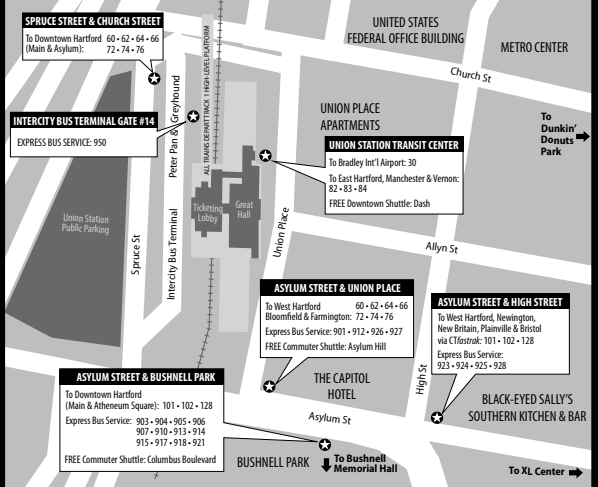 SPRUCE STREET & CHURCH STREET
To Downtown Hartford 60 • 62 • 64 • 66
(Main & Asylum): 72 • 74 • 76
ALL TRAINS DEPART TRACK 1 HIGH-LEVEL PLATFORM
UNITED STATES
FEDERAL OFFICE BUILDING
METRO CENTER
Church St
INTERCITY BUS TERMINAL GATE #14
EXPRESS BUS SERVICE: 950
Peter Pan & Greyhound
Intercity Bus Terminal
UNION PLACE
APARTMENTS
To
Dunkin'
Donuts
Park
UNION STATION TRANSIT CENTER
To Bradley Int'l Airport: 30
To East Hartford, Manchester & Vernon:
82 • 83 • 84
FREE Downtown Shuttle: Dash
Union Station
Public Parking
Spruce St
Ticketing
Lobby
Great
Hall
Union Place
Allyn St
ASYLUM STREET & UNION PLACE
To West Hartford 60 • 62 • 64 • 66
Bloomfield & Farmington: 72 • 74 • 76
Express Bus Service: 901 • 912 • 926 • 927
FREE Commuter Shuttle: Asylum Hill
ASYLUM STREET & HIGH STREET
To West Hartford, Newington,
New Britain, Plainville & Bristol
via CTfastrak: 101 • 102 • 128
Express Bus Service:
923 • 924 • 925 • 928
High St
ASYLUM STREET & BUSHNELL PARK
To Downtown Hartford
(Main & Atheneum Square): 101 • 102 • 128
Express Bus Service: 903 • 904 • 905 • 906
907 • 910 • 913 • 914
915 • 917 • 918 • 921
FREE Commuter Shuttle: Columbus Boulevard
THE CAPITOL
HOTEL
Asylum St
BLACK-EYED SALLY'S
SOUTHERN KITCHEN & BAR
BUSHNELL PARK
To Bushnell
Memorial Hall
To XL Center